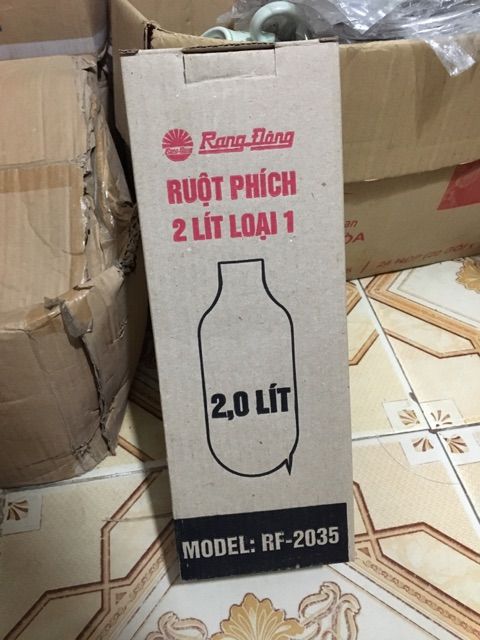 Rạng Đông
RUỘT PHÍCH
2 LÍT LOẠI 1
2,0 LÍT
MODEL: RF-2035